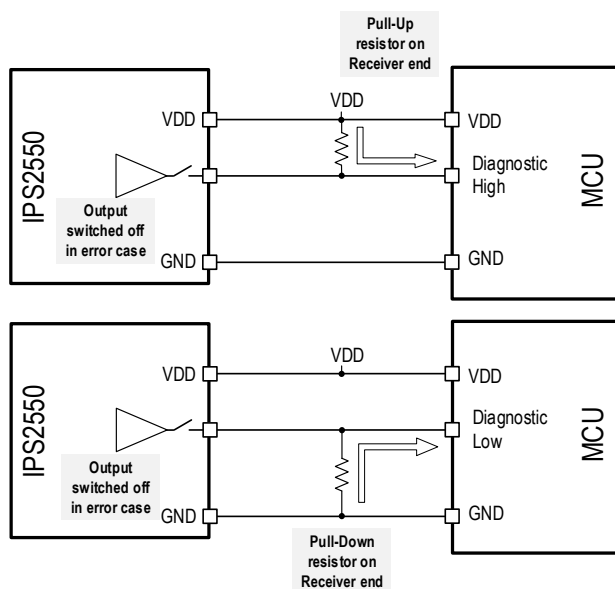 Pull-Up
resistor on
Receiver end
IPS2550
VDD
VDD
VDD
Diagnostic
High
MCU
Output
switched off
in error case
GND
GND
IPS2550
VDD
VDD
VDD
Diagnostic
Low
MCU
Output
switched off
in error case
GND
GND
Pull-Down
resistor on
Receiver end